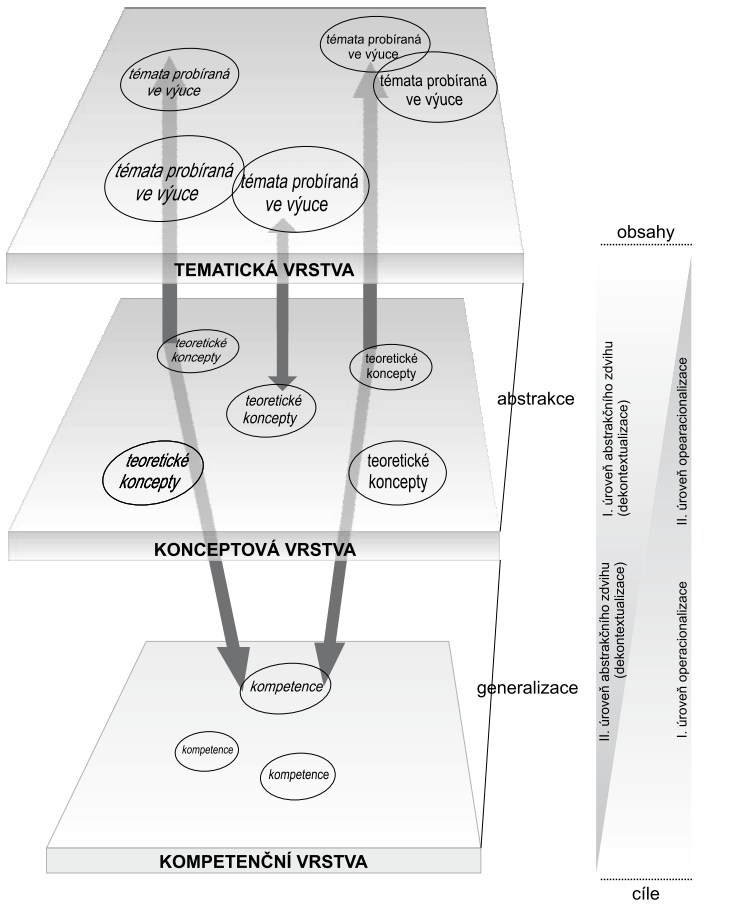 témata probíraná
ve výuce
témata probíraná
ve výuce
témata probíraná
ve výuce
témata probíraná
ve výuce
témata probíraná
ve výuce
TEMATICKÁ VRSTVA
teoretické
koncepty
teoretické
koncepty
teoretické
koncepty
teoretické
koncepty
teoretické
koncepty
KONCEPTOVÁ VRSTVA
kompetence
kompetence
kompetence
KOMPETENČNÍ VRSTVA
abstrakce
generalizace
obsahy
I. úroveň abstrakčního zdvihu
(dekontextualizace)
II. úroveň opearacionalizace
II. úroveň abstrakčního zdvihu
(dekontextualizace)
I. úroveň operacionalizace
cíle